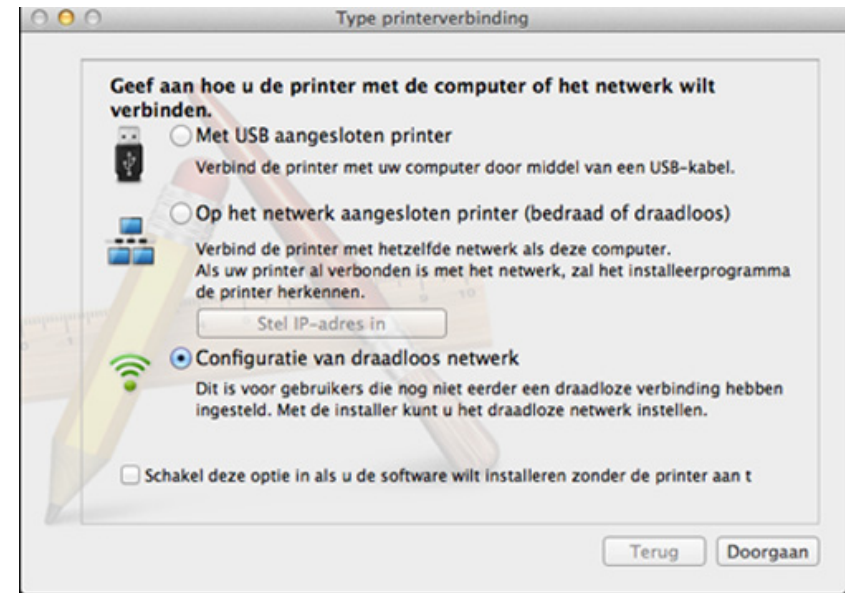 Type printerverbinding
Geef aan hoe u de printer met de computer of het netwerk wilt
verbinden.
Met USB aangesloten printer
Verbind de printer met uw computer door middel van een USB-kabel.
Op het netwerk aangesloten printer (bedraad of draadloos)
Verbind de printer met hetzelfde netwerk als deze computer.
Als uw printer al verbonden is met het netwerk, zal het installeerprogramma
de printer herkennen.
Stel IP-adres in
Configuratie van draadloos netwerk
Dit is voor gebruikers die nog niet eerder een draadloze verbinding hebben
ingesteld. Met de installer kunt u het draadloze netwerk instellen.
Schakel deze optie in als u de software wilt installeren zonder de printer aan t
Terug
Doorgaan